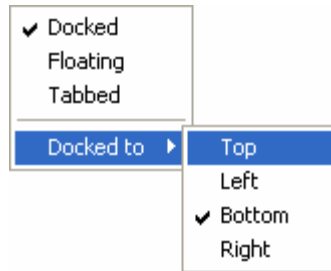 Docked
Floating
Tabbed
Docked to
Top
Left
Bottom
Right